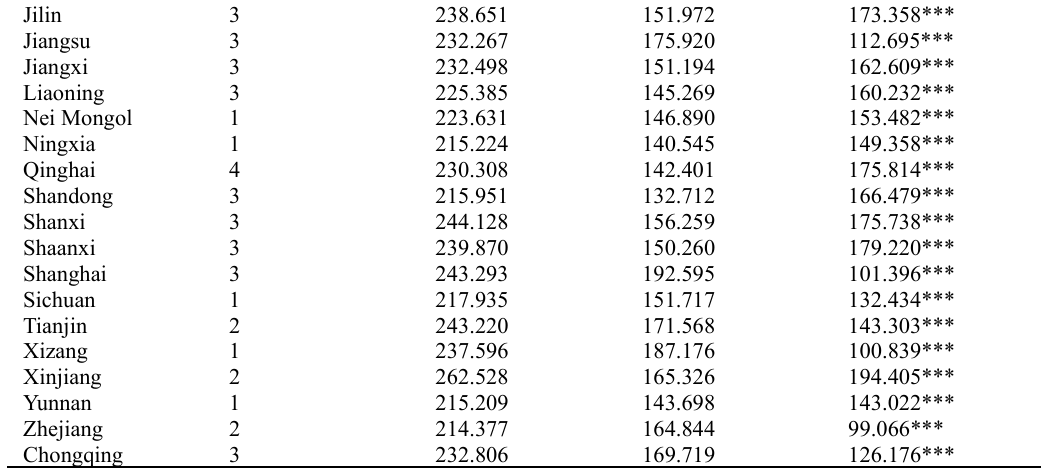 Jilin 3 238.651 151.972 173.358***
Jiangsu 3 232.267 175.920 112.695***
Jiangxi 3 232.498 151.194 162.609***
Liaoning 3 225.385 145.269 160.232***
Nei Mongol 1 223.631 146.890 153.482***
Ningxia 1 215.224 140.545 149.358***
Qinghai 4 230.308 142.401 175.814***
Shandong 3 215.951 132.712 166.479***
Shanxi 3 244.128 156.259 175.738***
Shaanxi 3 239.870 150.260 179.220***
Shanghai 3 243.293 192.595 101.396***
Sichuan 1 217.935 151.717 132.434***
Tianjin 2 243.220 171.568 143.303***
Xizang 1 237.596 187.176 100.839***
Xinjiang 2 262.528 165.326 194.405***
Yunnan 1 215.209 143.698 143.022***
Zhejiang 2 214.377 164.844 99.066***
Chongqing 3 232.806 169.719 126.176***